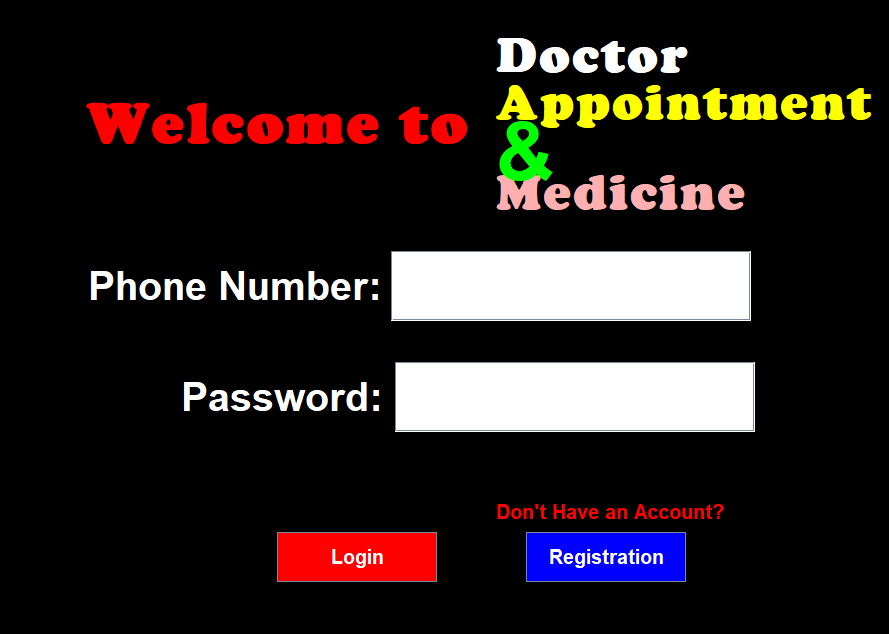 Welcome to
Doctor
Appointment
&
Medicine
Phone Number:
Password:
Don't Have an Account?
Login
Registration